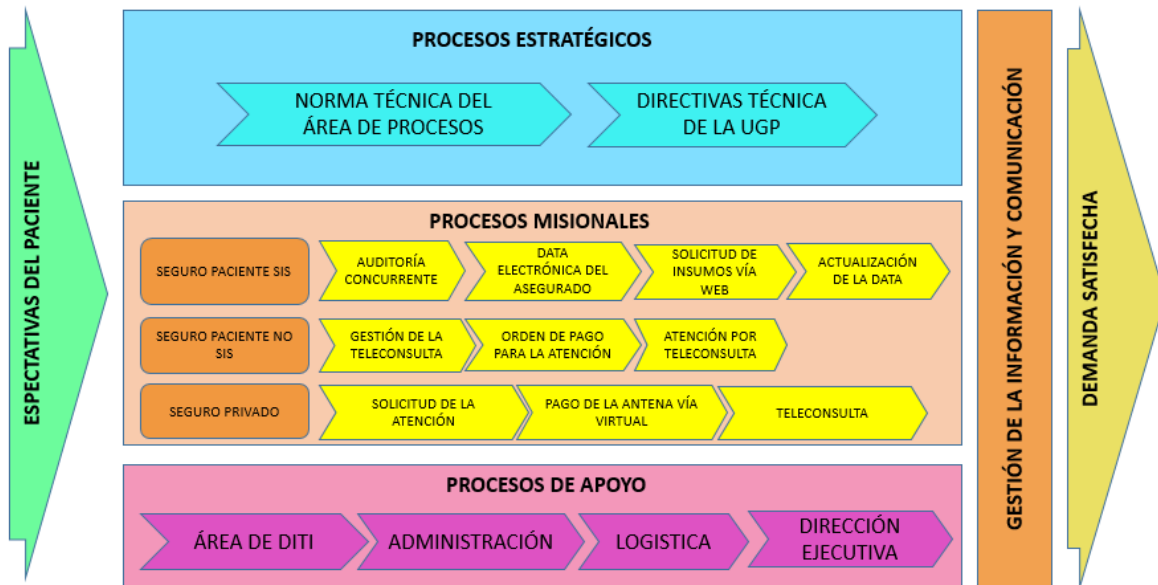 ESPECTATIVAS DEL PACIENTE
PROCESOS ESTRATÉGICOS
NORMA TÉCNICA DEL
ÁREA DE PROCESOS
DIRECTIVAS TÉCNICA
DE LA UGP
PROCESOS MISIONALES
SEGURO PACIENTE SIS
AUDITORÍA
CONCURRENTE
DATA
ELECTRÓNICA DEL
ASEGURADO
SOLICITUD DE
INSUMOS VÍA
WEB
ACTUALIZACIÓN
DE LA DATA
SEGURO PACIENTE NO
SIS
GESTIÓN DE LA
TELECONSULTA
ORDEN DE PAGO
PARA LA ATENCIÓN
ATENCIÓN POR
TELECONSULTA
SEGURO PRIVADO
SOLICITUD DE LA
ATENCIÓN
PAGO DE LA ANTENA VÍA
VIRTUAL
TELECONSULTA
PROCESOS DE APOYO
ÁREA DE DITI
ADMINISTRACIÓN
LOGISTICA
DIRECCIÓN
EJECUTIVA
GESTIÓN DE LA INFORMACIÓN Y COMUNICACIÓN
DEMANDA SATISFECHA